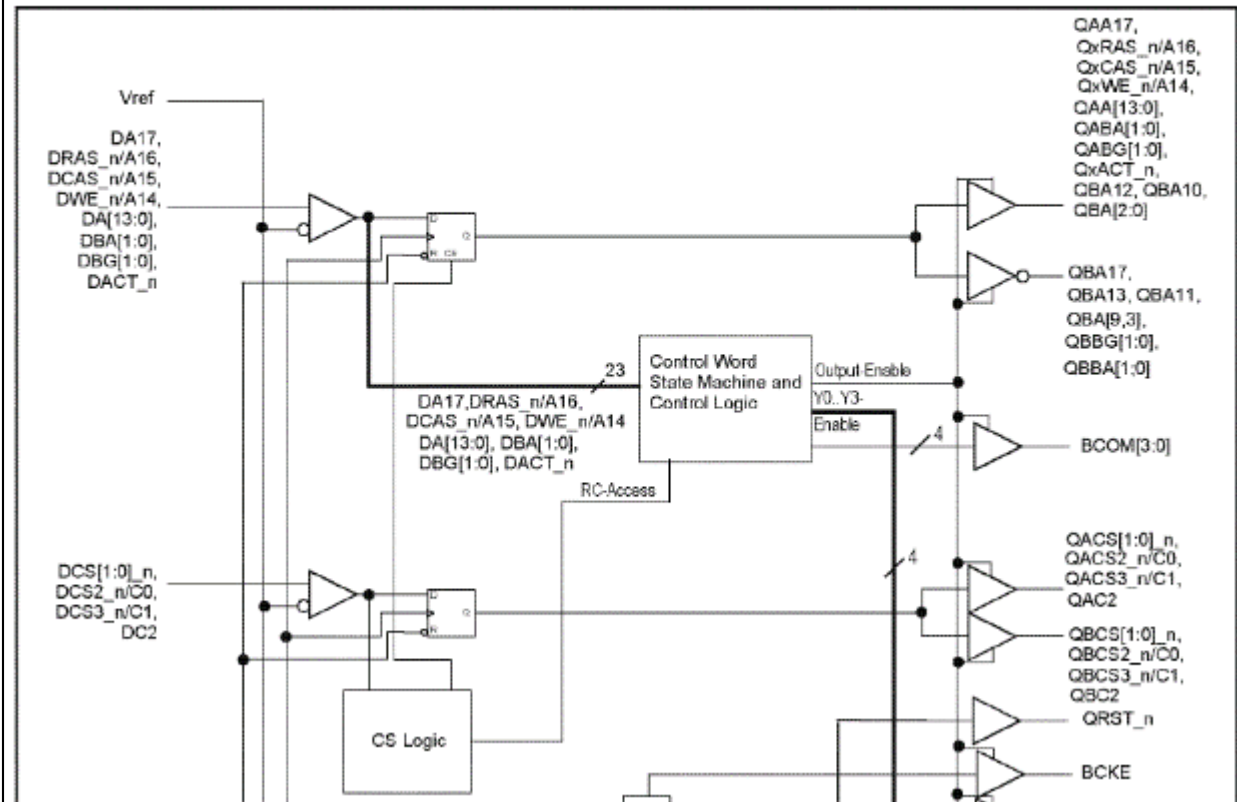 Vref
DA17,
DRAS_n/A16,
DCAS_n/A15,
DWE_n/A14,
DA[13:0],
DBA[1:0],
DBG[1:0],
DACT_n
D
Q
R CS
QAA17,
QxRAS_n/A16,
QxCAS_n/A15,
QxWE_n/A14,
QAA[13:0],
QABA[1:0],
QABG[1:0],
QxACT_n,
QBA12, QBA10,
QBA[2:0]
QBA17,
QBA13, QBA11,
QBA[9,3],
QBBG[1:0],
QBBA[1;0]
23
DA17,DRAS_n/A16,
DCAS_n/A15, DWE_n/A14
DA[13:0], DBA[1:0],
DBG[1:0], DACT_n
Control Word
State Machine and
Control Logic
Output-Enable
Y0..Y3-
Enable
4
BCOM[3:0]
RC-Access
4
DCS[1:0]_n,
DCS2_n/C0,
DCS3_n/C1,
DC2
D
Q
R
CS Logic
QACS[1:0]_n,
QACS2_n/C0,
QACS3_n/C1,
QAC2
QBCS[1:0]_n,
QBCS2_n/C0,
QBCS3_n/C1,
QBC2
QRST_n
BCKE